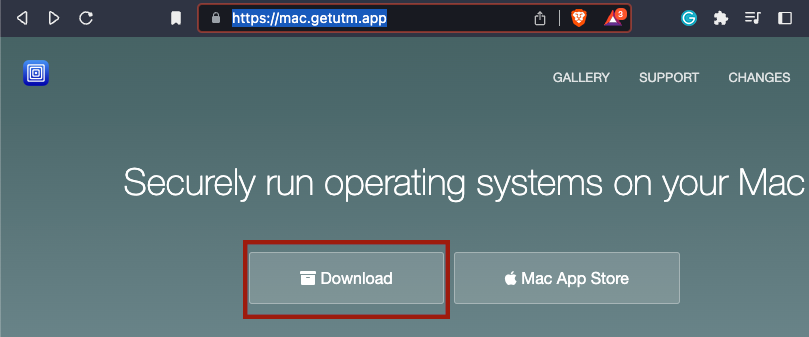 https://mac.getutm.app
3
GALLERY SUPPORT CHANGES
Securely run operating systems on your Mac
Download Mac App Store